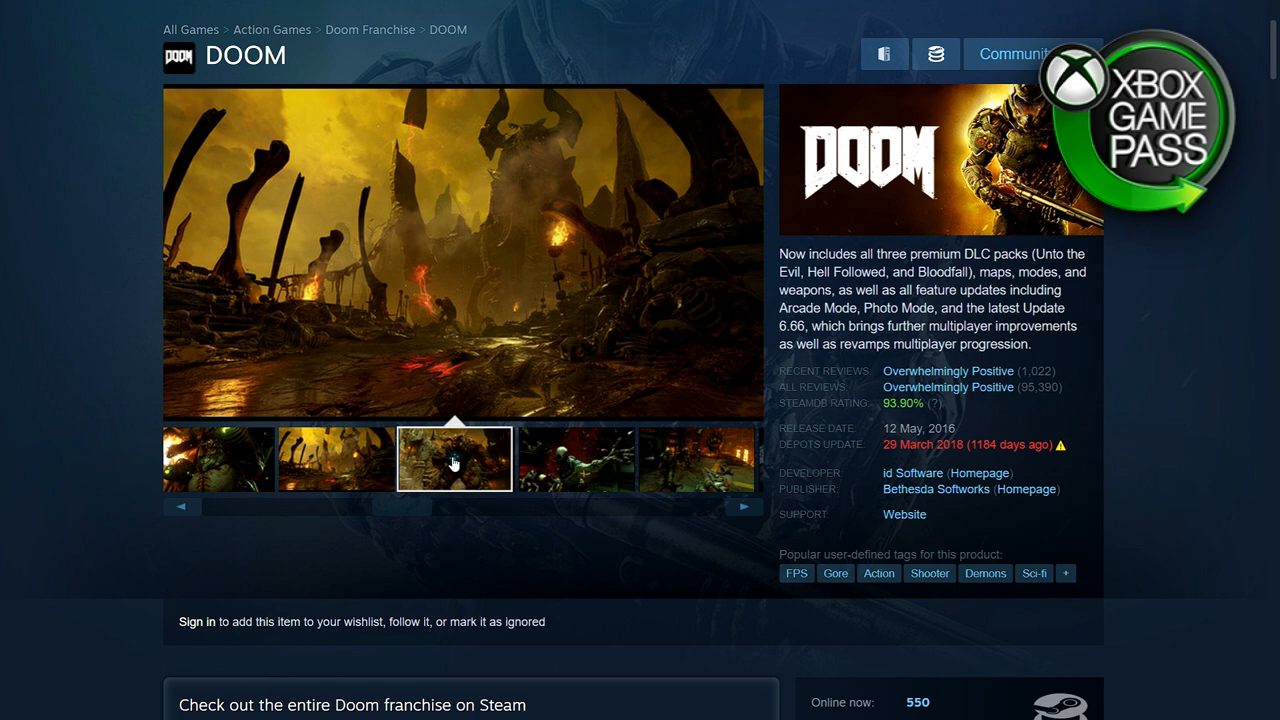 All Games > Action Games > Doom Franchise > DOOM
DOOM
DOOM
XBOX
GAME
PASS
DOOM
Now includes all three premium DLC packs (Unto the
Evil, Hell Followed, and Bloodfall), maps, modes, and
weapons, as well as all feature updates including
Arcade Mode, Photo Mode, and the latest Update
6.66, which brings further multiplayer improvements
as well as revamps multiplayer progression.
RECENT REVIEWS: Overwhelmingly Positive (1,022)
ALL REVIEWS: Overwhelmingly Positive (95,390)
STEAMDB RATING: 93.90% (?)
RELEASE DATE: 12 May, 2016
DEPOTS UPDATE: 29 March 2018 (1184 days ago)
DEVELOPER: id Software (Homepage)
PUBLISHER: Bethesda Softworks (Homepage)
SUPPORT: Website
Popular user-defined tags for this product:
FPS Gore Action Shooter Demons Sci-fi +
Sign in to add this item to your wishlist, follow it, or mark it as ignored
Check out the entire Doom franchise on Steam
Online now: 550